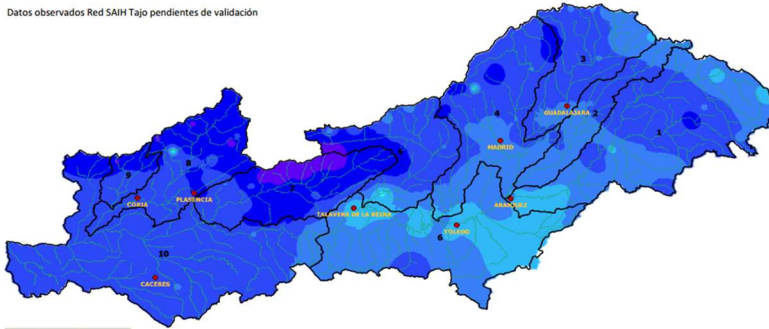 Datos observados Red SAIH Tajo pendientes de validación
3
GUADALAJARA
4
2
1
MADRID
5
8
9
7
PLASENCIA
CORIA
ARANJUEZ
TALAVERA DE LA REINA
TOLEDO
6
10
CACERES